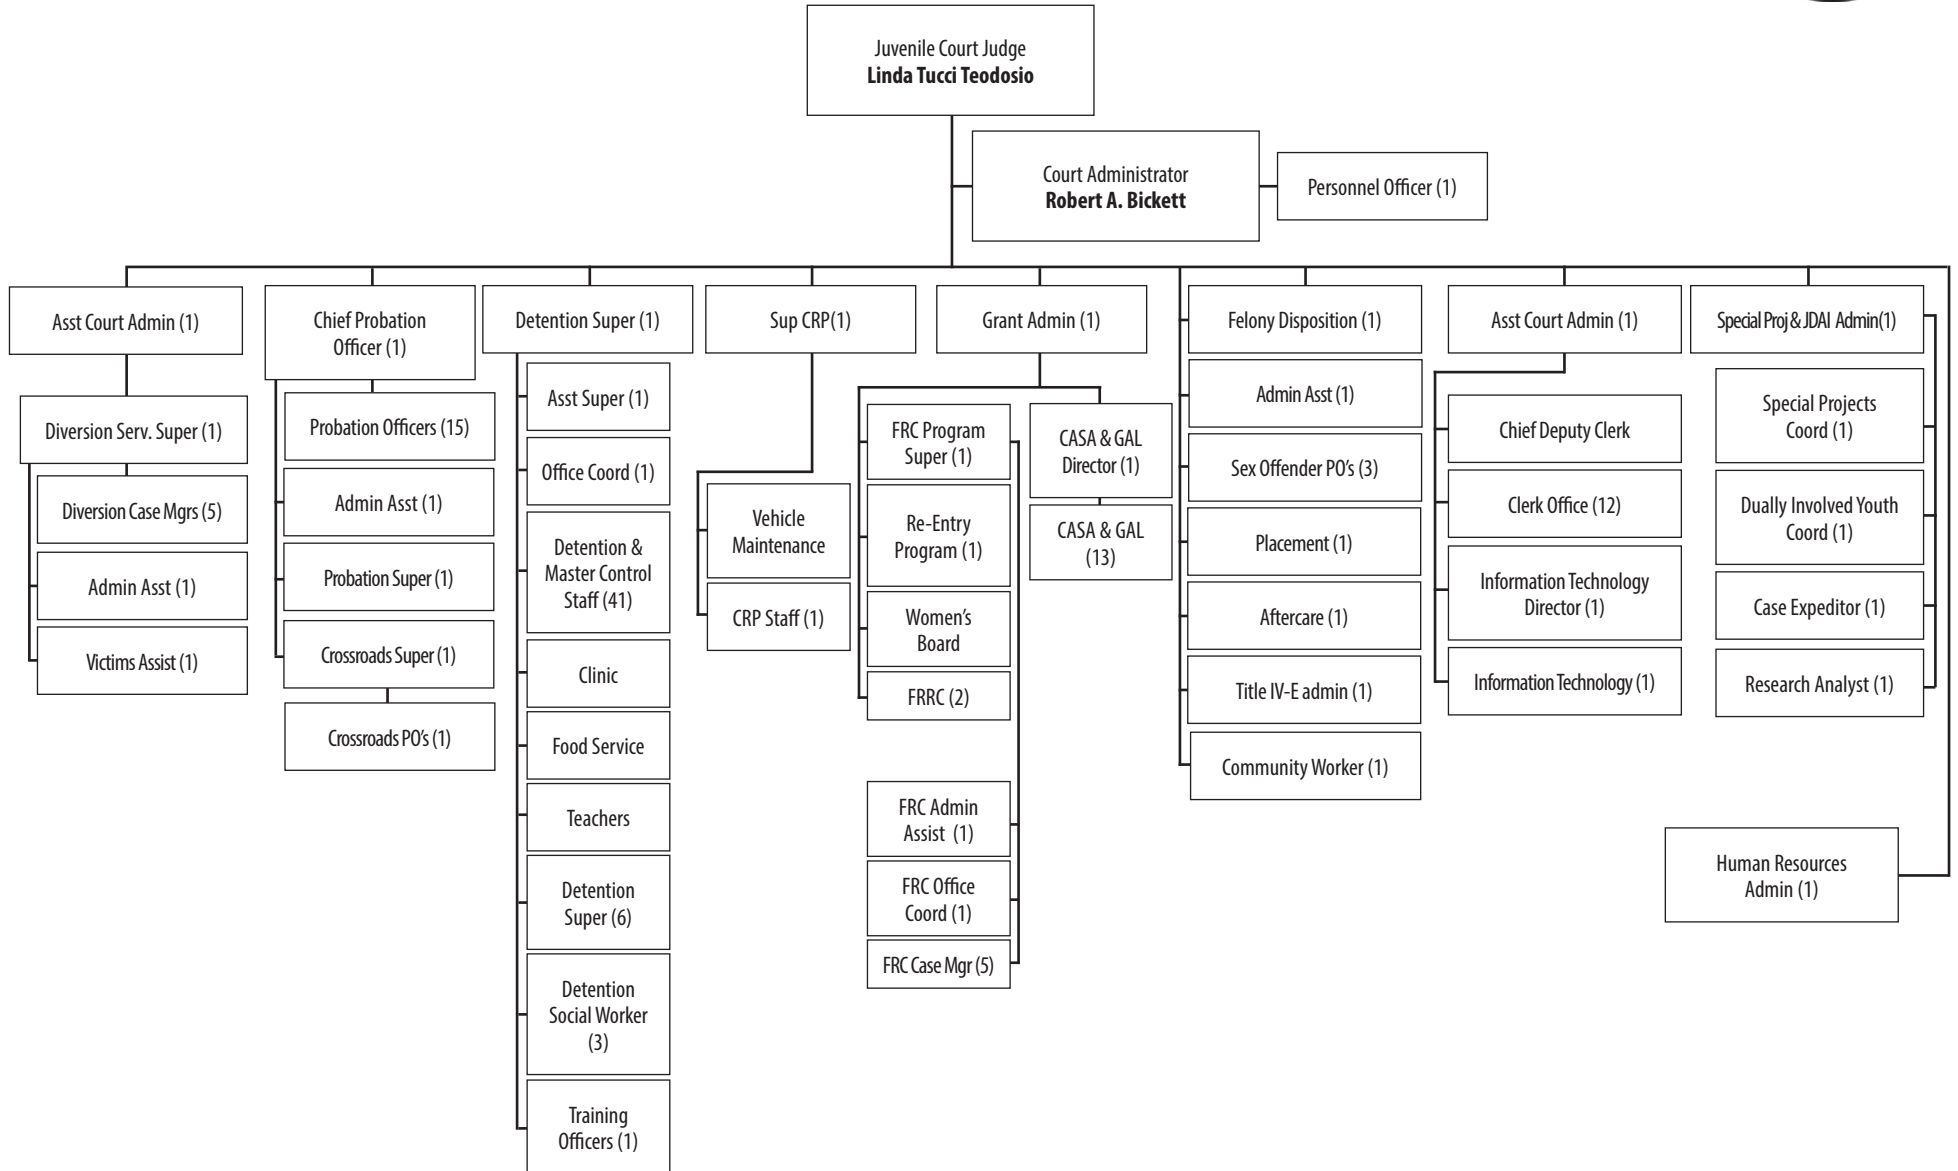 Juvenile Court Judge
Linda Tucci Teodosio
Court Administrator
Robert A. Bickett
Personnel Officer (1)
Asst Court Admin (1)
Diversion Serv. Super (1)
Diversion Case Mgrs (5)
Admin Asst (1)
Victims Assist (1)
Chief Probation
Officer (1)
Probation Officers (15)
Admin Asst (1)
Probation Super (1)
Crossroads Super (1)
Crossroads PO's (1)
Detention Super (1)
Asst Super (1)
Office Coord (1)
Detention &
Master Control
Staff (41)
Clinic
Food Service
Teachers
Detention
Super (6)
Detention
Social Worker
(3)
Training
Officers (1)
Sup CRP(1)
Vehicle
Maintenance
CRP Staff (1)
Grant Admin (1)
FRC Program
Super (1)
Re-Entry
Program (1)
Women's
Board
FRRC (2)
FRC Admin
Assist (1)
FRC Office
Coord (1)
FRC Case Mgr (5)
CASA & GAL
Director (1)
CASA & GAL
(13)
Felony Disposition (1)
Admin Asst (1)
Sex Offender PO's (3)
Placement (1)
Aftercare (1)
Title IV-E admin (1)
Community Worker (1)
Asst Court Admin (1)
Chief Deputy Clerk
Clerk Office (12)
Information Technology
Director (1)
Information Technology (1)
Special Proj & JDAI Admin(1)
Special Projects
Coord (1)
Dually Involved Youth
Coord (1)
Case Expeditor (1)
Research Analyst (1)
Human Resources
Admin (1)